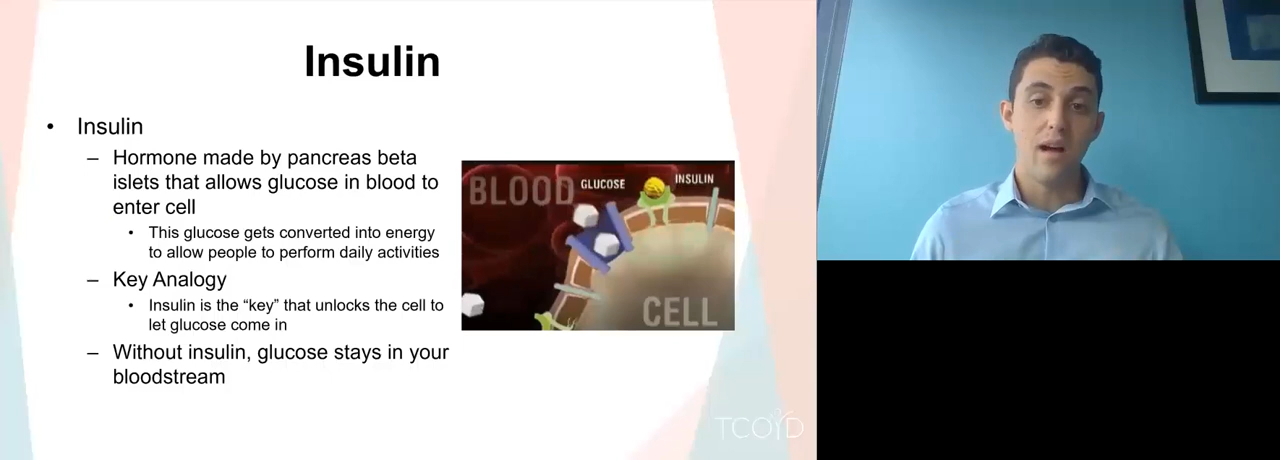 Insulin
• Insulin
– Hormone made by pancreas beta
islets that allows glucose in blood to
enter cell
• This glucose gets converted into energy
to allow people to perform daily activities
– Key Analogy
• Insulin is the “key” that unlocks the cell to
let glucose come in
– Without insulin, glucose stays in your
bloodstream
BLOOD
GLUCOSE
INSULIN
CELL
TCOYD